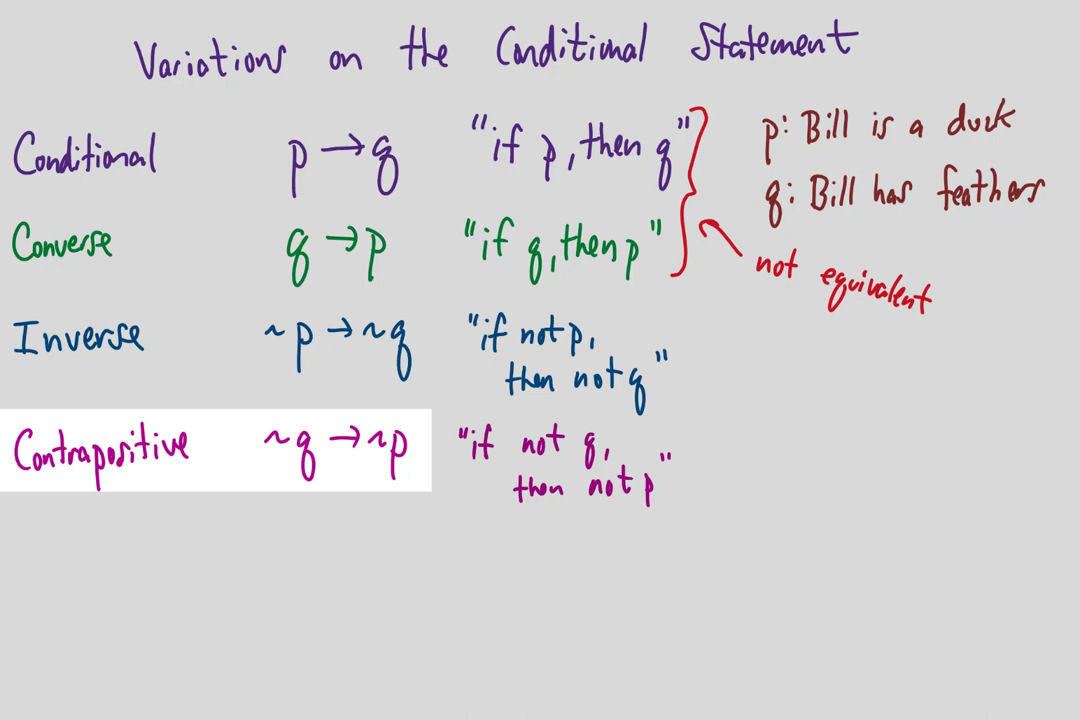 Variations on the Conditional Statement
Conditional p → q "if p, then q"
p: Bill is a duck
q: Bill has feathers
Converse q → p "if q, then p"
not equivalent
Inverse ~p → ~q "if not p,
then not q"
Contrapositive ~q → ~p "if not q,
then not p"